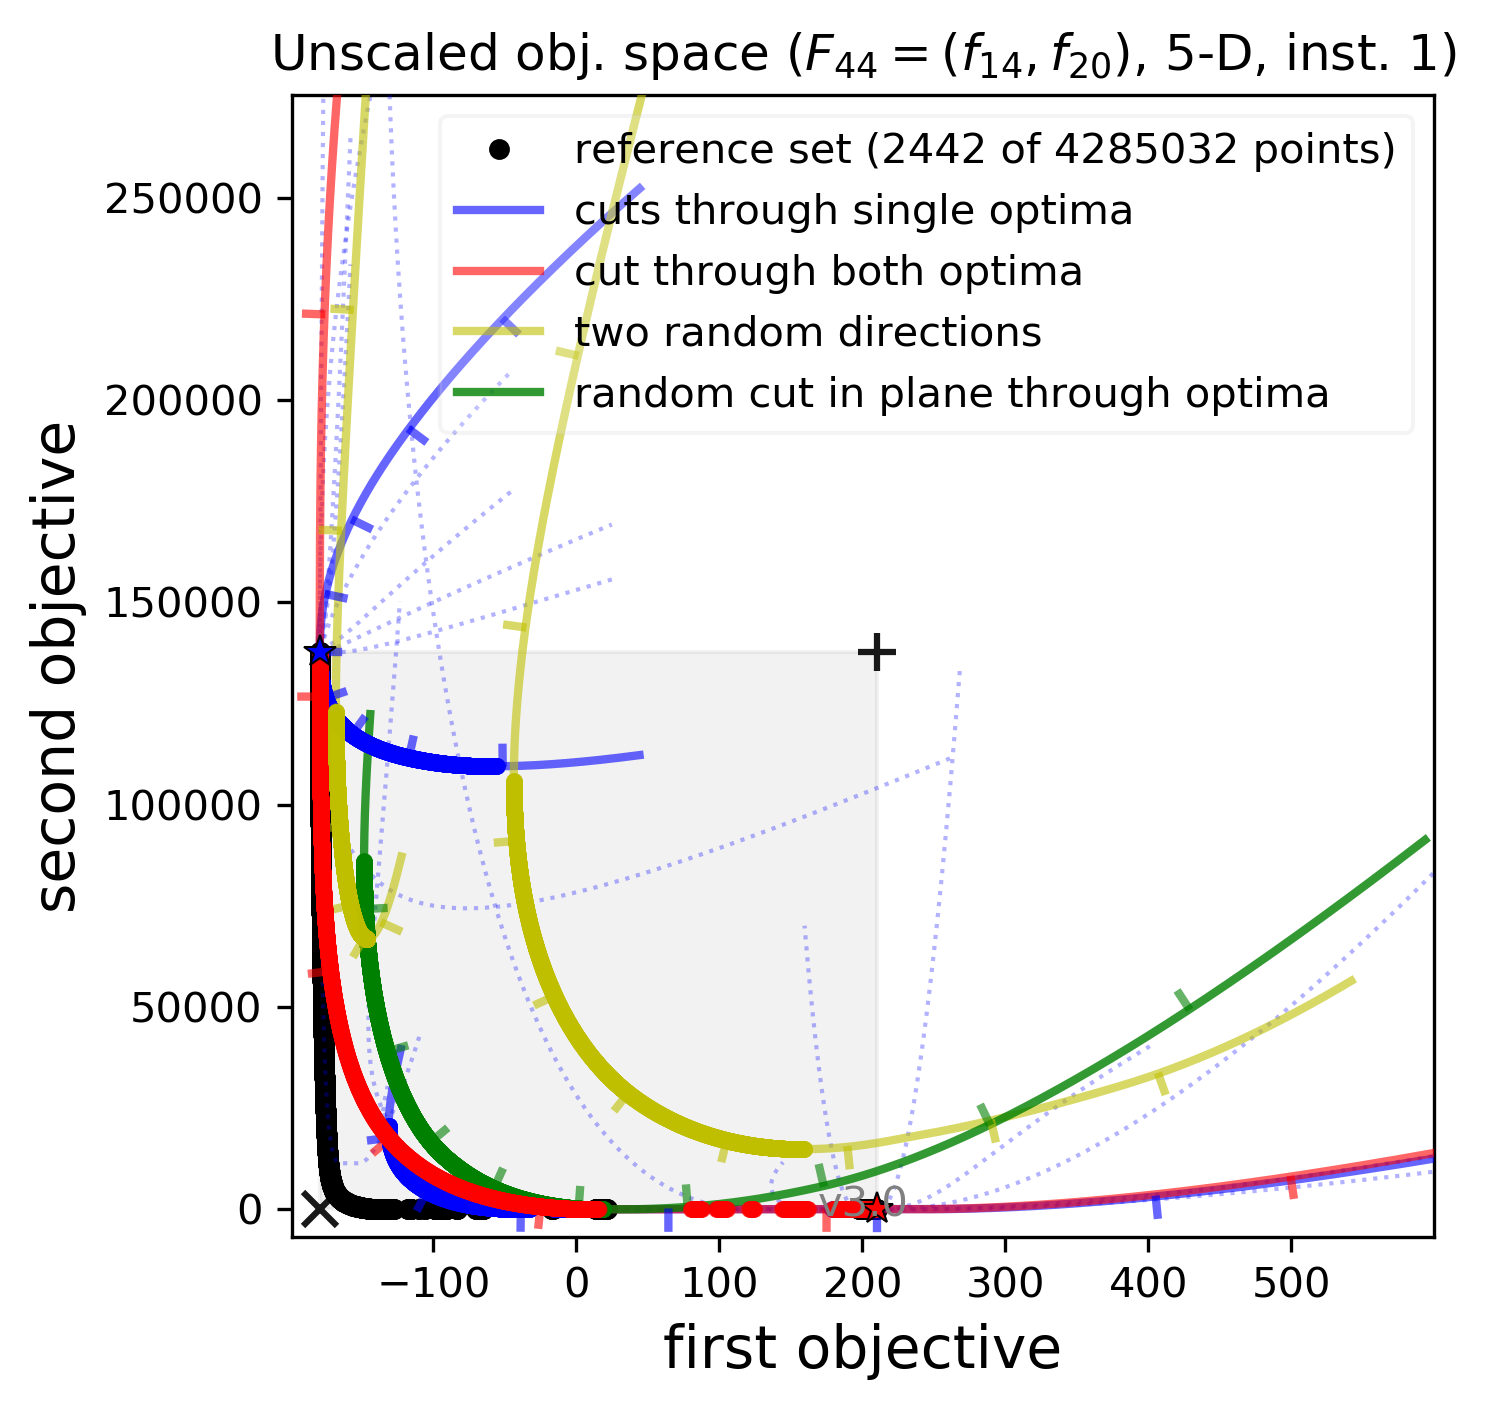 Unscaled obj. space (F₄₄ = (f₁₄, f₂₀), 5-D, inst. 1)
reference set (2442 of 4285032 points)
cuts through single optima
cut through both optima
two random directions
random cut in plane through optima
second objective
250000
200000
150000
100000
50000
0
v3.0
−100 0 100 200 300 400 500
first objective